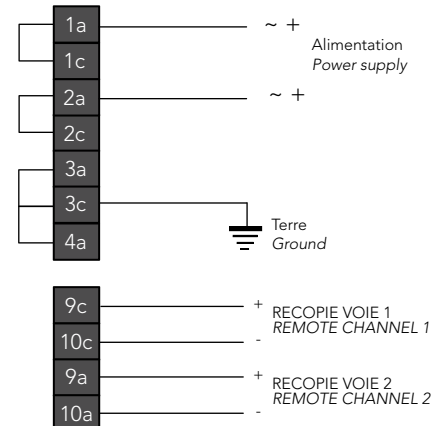 1a ~ +
Alimentation
Power supply
1c
2a ~ +
2c
3a
3c
Terre
Ground
4a
9c +
RECOPIE VOIE 1
REMOTE CHANNEL 1
10c -
9a +
RECOPIE VOIE 2
REMOTE CHANNEL 2
10a -